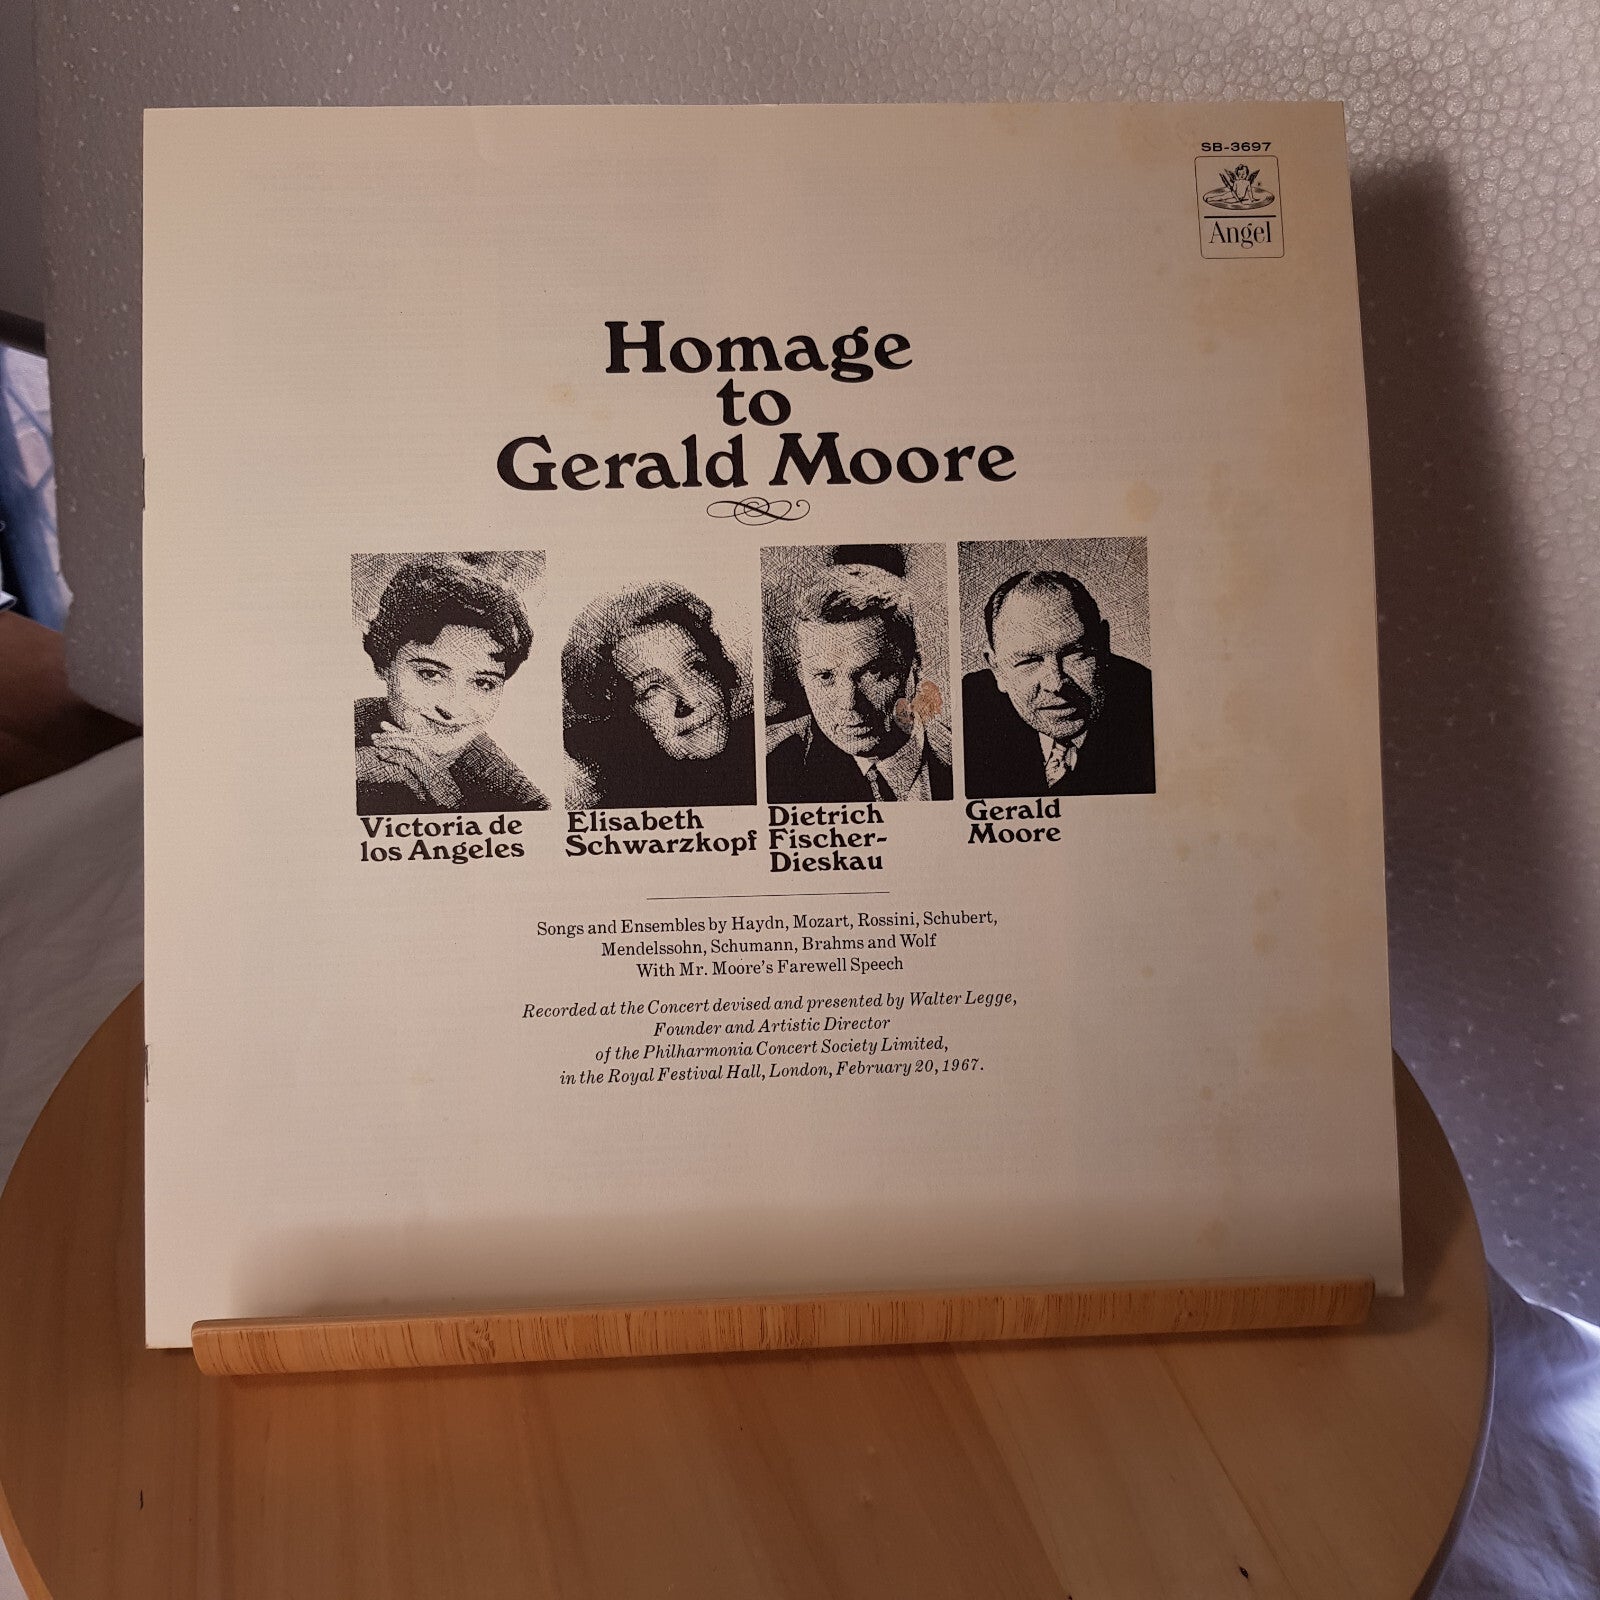 SB-3697
Angel
Homage
to
Gerald Moore
Victoria de
los Angeles
Elisabeth
Schwarzkopf
Dietrich
Fischer-
Dieskau
Gerald
Moore
Songs and Ensembles by Haydn, Mozart, Rossini, Schubert,
Mendelssohn, Schumann, Brahms and Wolf
With Mr. Moore's Farewell Speech
Recorded at the Concert devised and presented by Walter Legge,
Founder and Artistic Director
of the Philharmonia Concert Society Limited,
in the Royal Festival Hall, London, February 20, 1967.